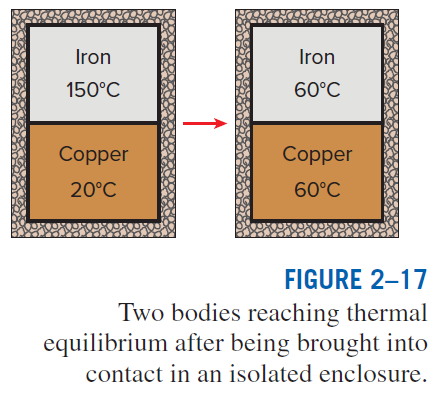 Iron
150°C
Copper
20°C
Iron
60°C
Copper
60°C
FIGURE 2–17
Two bodies reaching thermal
equilibrium after being brought into
contact in an isolated enclosure.